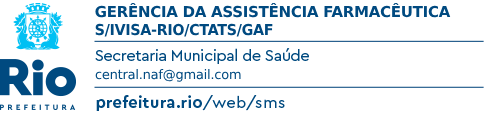 GERÊNCIA DA ASSISTÊNCIA FARMACÊUTICA
S/IVISA-RIO/CTATS/GAF
Secretaria Municipal de Saúde
central.naf@gmail.com
prefeitura.rio/web/sms
Rio
PREFEITURA